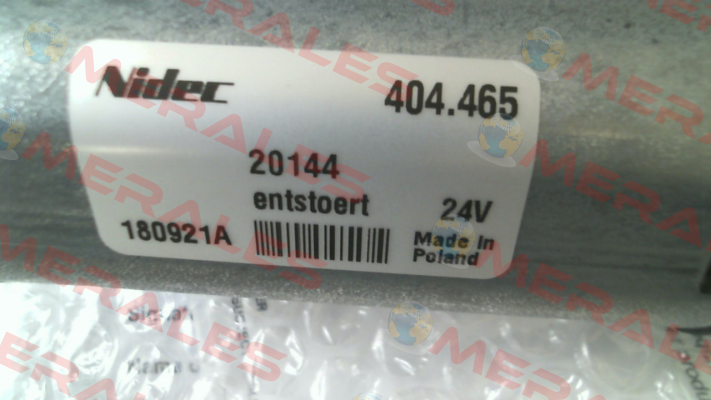 Nidec 404.465
20144
entstoert 24V
180921A Made in
Poland
MERALES